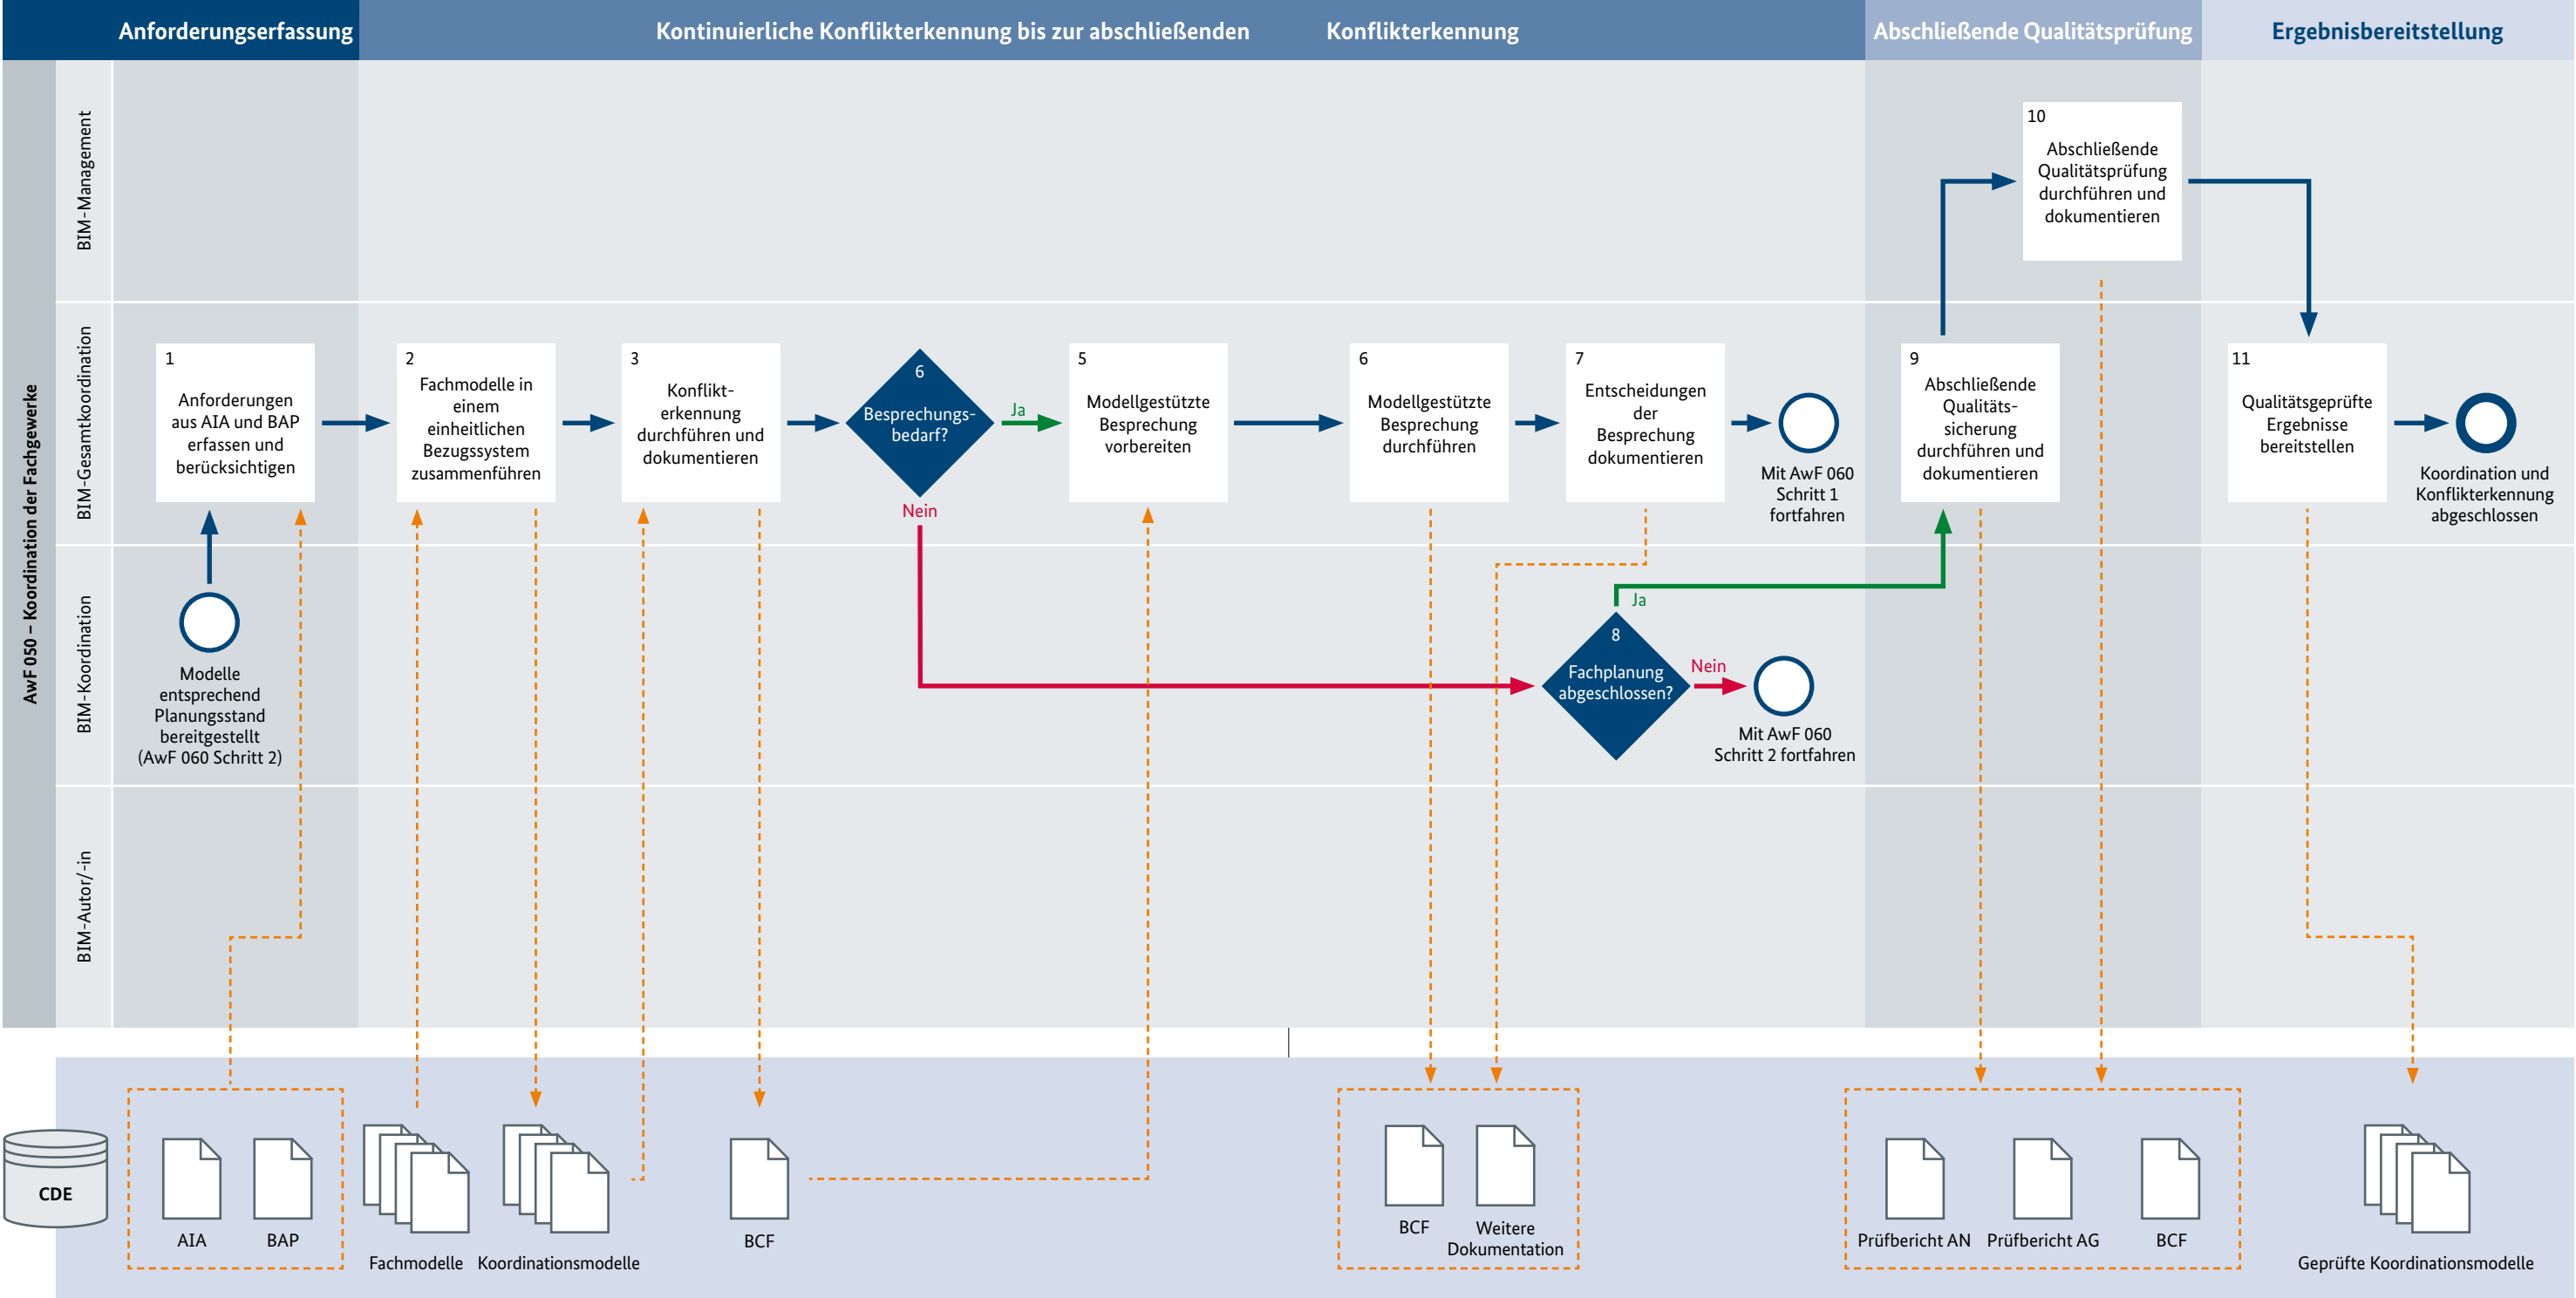 Anforderungserfassung
Kontinuierliche Konflikterkennung bis zur abschließenden Konflikterkennung
Abschließende Qualitätsprüfung
Ergebnisbereitstellung
AwF 050 – Koordination der Fachgewerke
BIM-Management
10
Abschließende
Qualitätsprüfung
durchführen und
dokumentieren
BIM-Gesamtkoordination
1
Anforderungen
aus AIA und BAP
erfassen und
berücksichtigen
2
Fachmodelle in
einem
einheitlichen
Bezugssystem
zusammenführen
3
Konflikt-
erkennung
durchführen und
dokumentieren
6
Besprechungs-
bedarf?
Ja
Nein
5
Modellgestützte
Besprechung
vorbereiten
6
Modellgestützte
Besprechung
durchführen
7
Entscheidungen
der
Besprechung
dokumentieren
Mit AwF 060
Schritt 1
fortfahren
9
Abschließende
Qualitäts-
sicherung
durchführen und
dokumentieren
11
Qualitätsgeprüfte
Ergebnisse
bereitstellen
Koordination und
Konflikterkennung
abgeschlossen
BIM-Koordination
Modelle
entsprechend
Planungsstand
bereitgestellt
(AwF 060 Schritt 2)
Ja
8
Fachplanung
abgeschlossen?
Nein
Mit AwF 060
Schritt 2 fortfahren
BIM-Autor/-in
CDE
AIA
BAP
Fachmodelle
Koordinationsmodelle
BCF
BCF
Weitere
Dokumentation
Prüfbericht AN
Prüfbericht AG
BCF
Geprüfte Koordinationsmodelle